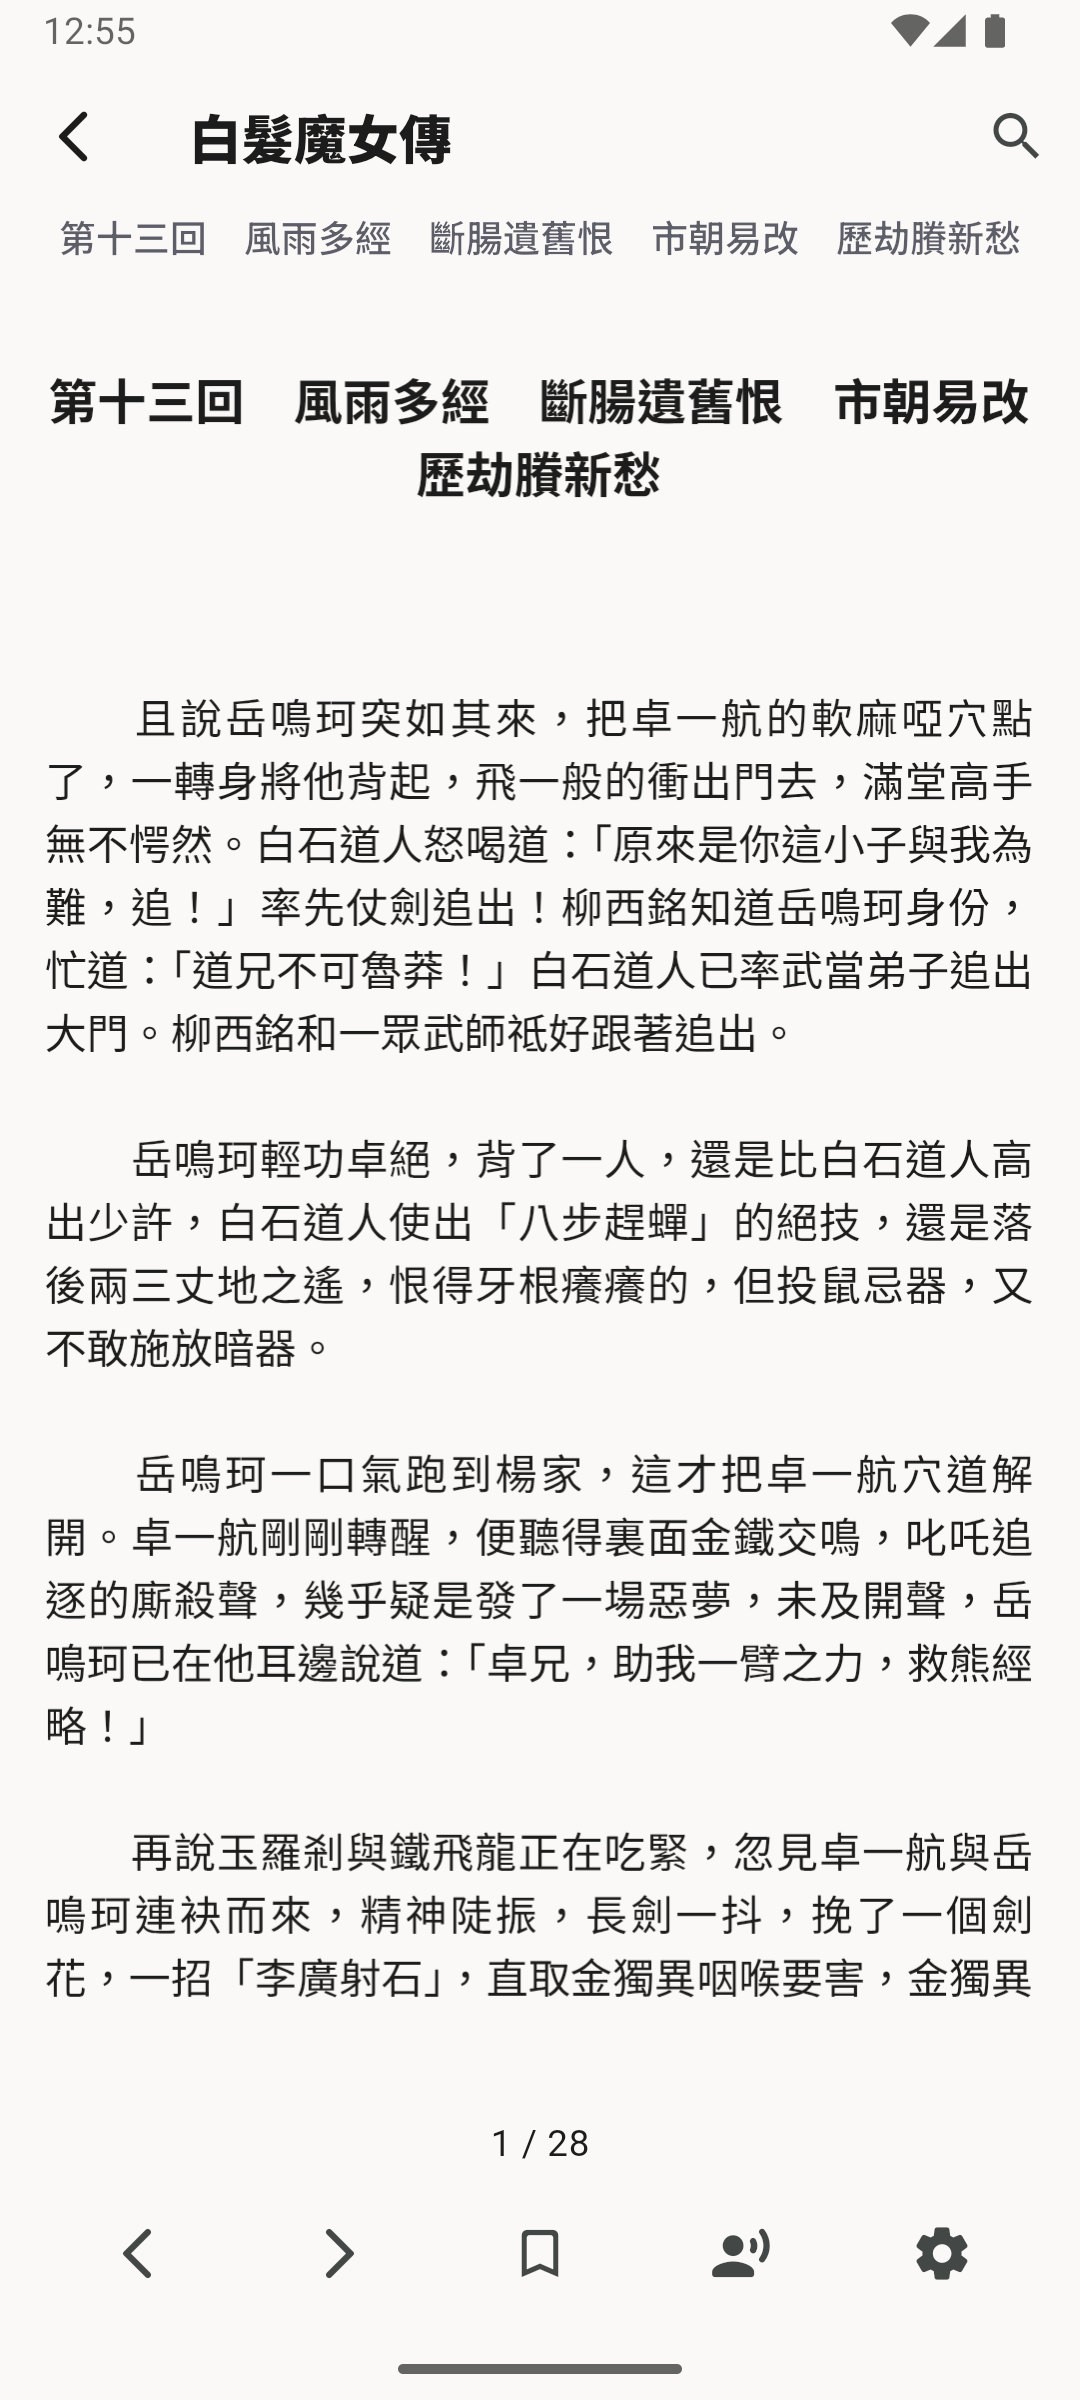 12:55
白髮魔女傳
第十三回　風雨多經　斷腸遺舊恨　市朝易改　歷劫賸新愁
第十三回　風雨多經　斷腸遺舊恨　市朝易改
歷劫賸新愁
且說岳鳴珂突如其來，把卓一航的軟麻啞穴點
了，一轉身將他背起，飛一般的衝出門去，滿堂高手
無不愕然。白石道人怒喝道：「原來是你這小子與我為
難，追！」率先仗劍追出！柳西銘知道岳鳴珂身份，
忙道：「道兄不可魯莽！」白石道人已率武當弟子追出
大門。柳西銘和一眾武師祗好跟著追出。
岳鳴珂輕功卓絕，背了一人，還是比白石道人高
出少許，白石道人使出「八步趕蟬」的絕技，還是落
後兩三丈地之遙，恨得牙根癢癢的，但投鼠忌器，又
不敢施放暗器。
岳鳴珂一口氣跑到楊家，這才把卓一航穴道解
開。卓一航剛剛轉醒，便聽得裏面金鐵交鳴，叱吒追
逐的廝殺聲，幾乎疑是發了一場惡夢，未及開聲，岳
鳴珂已在他耳邊說道：「卓兄，助我一臂之力，救熊經
略！」
再說玉羅剎與鐵飛龍正在吃緊，忽見卓一航與岳
鳴珂連袂而來，精神陡振，長劍一抖，挽了一個劍
花，一招「李廣射石」，直取金獨異咽喉要害，金獨異
1 / 28